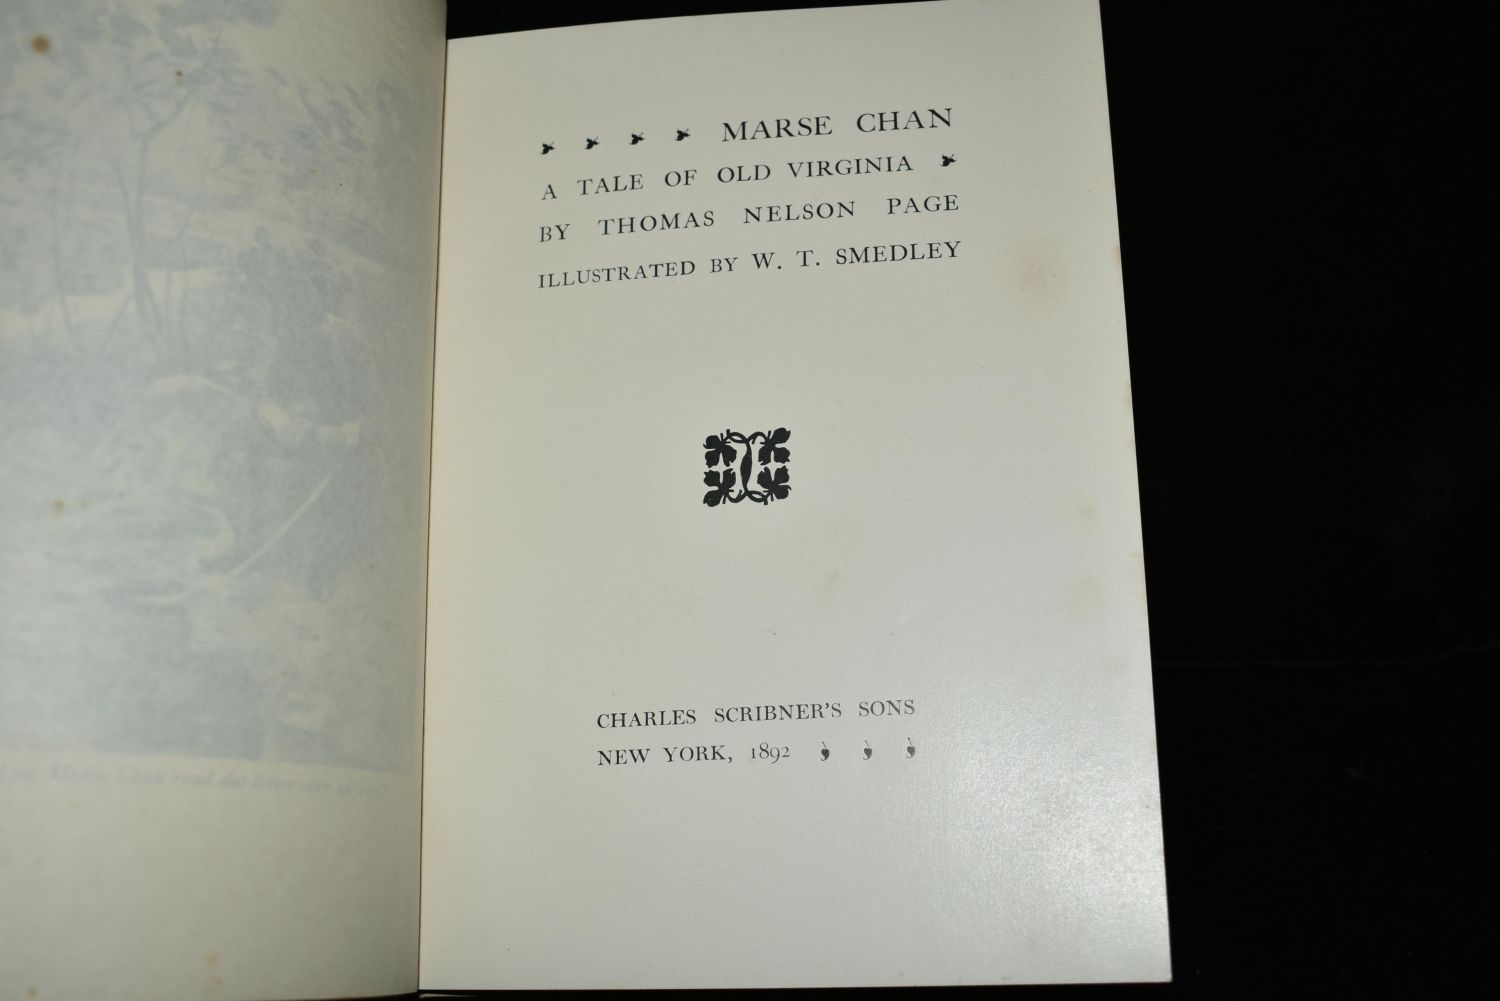 MARSE CHAN
A TALE OF OLD VIRGINIA
BY THOMAS NELSON PAGE
ILLUSTRATED BY W. T. SMEDLEY
CHARLES SCRIBNER'S SONS
NEW YORK, 1892